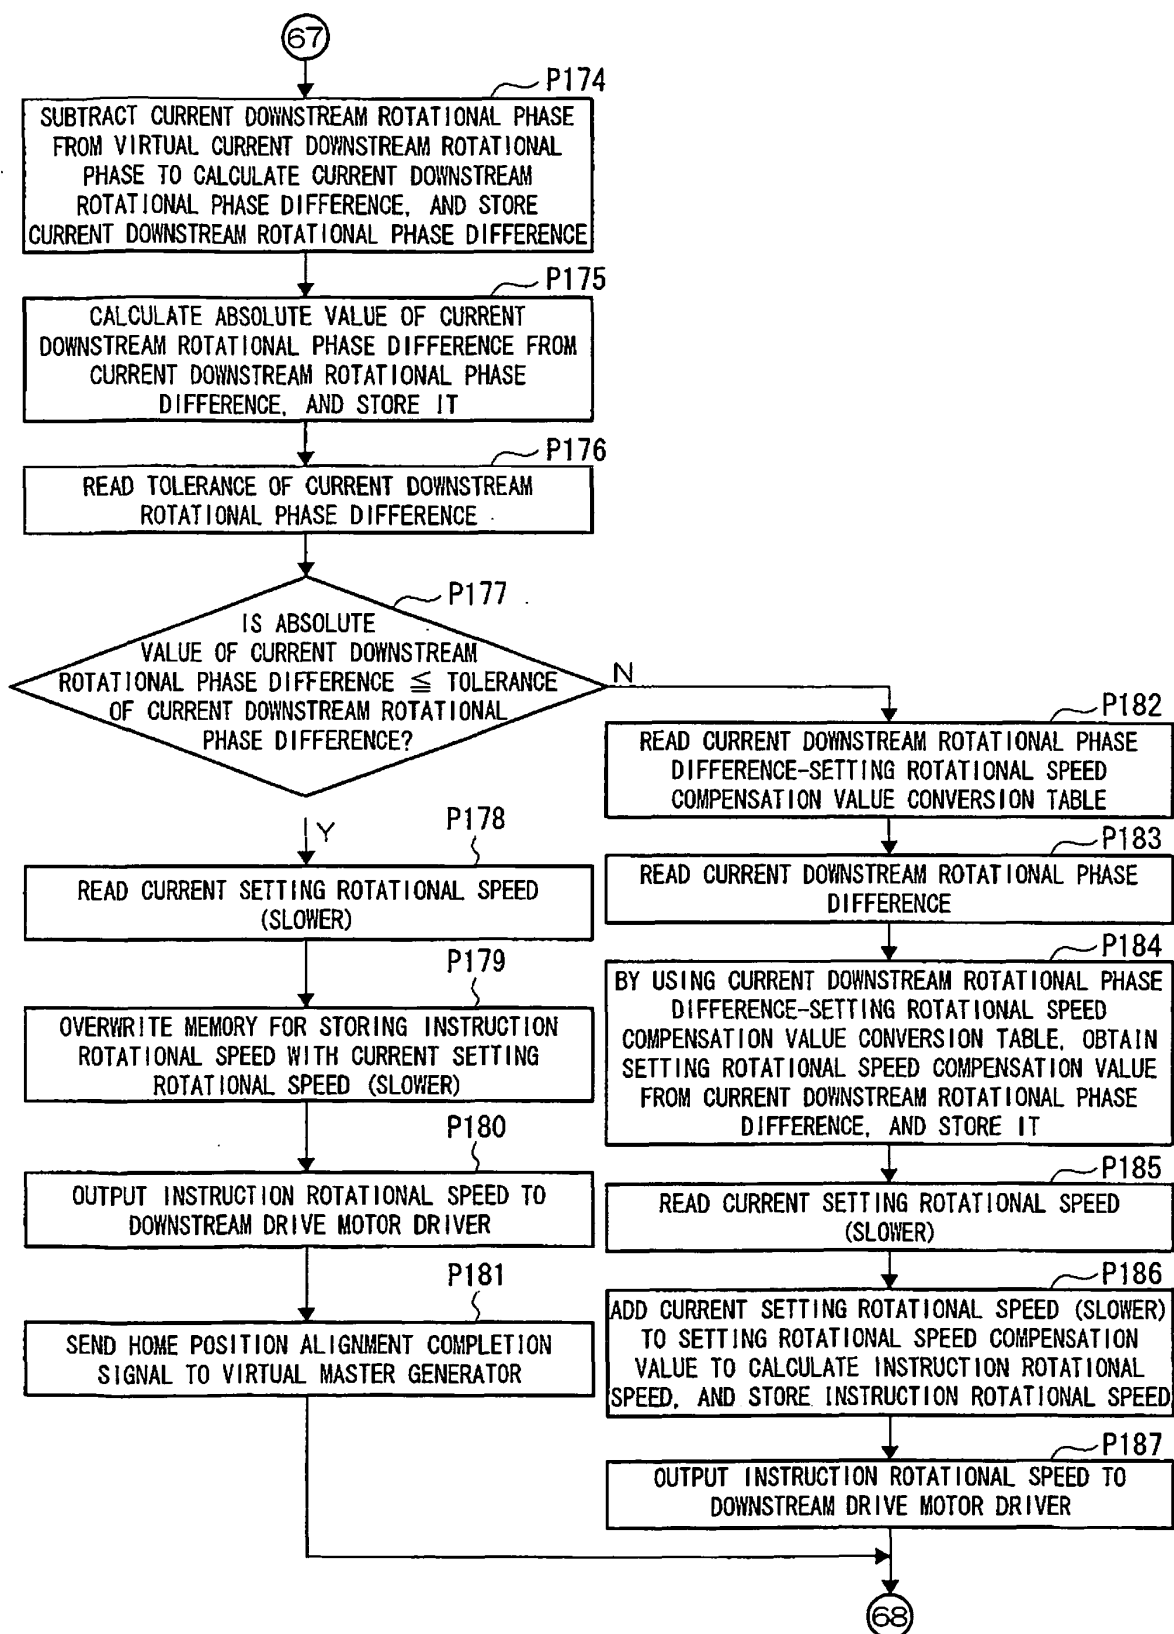 67
P174
SUBTRACT CURRENT DOWNSTREAM ROTATIONAL PHASE
FROM VIRTUAL CURRENT DOWNSTREAM ROTATIONAL
PHASE TO CALCULATE CURRENT DOWNSTREAM
ROTATIONAL PHASE DIFFERENCE, AND STORE
CURRENT DOWNSTREAM ROTATIONAL PHASE DIFFERENCE
P175
CALCULATE ABSOLUTE VALUE OF CURRENT
DOWNSTREAM ROTATIONAL PHASE DIFFERENCE FROM
CURRENT DOWNSTREAM ROTATIONAL PHASE
DIFFERENCE, AND STORE IT
P176
READ TOLERANCE OF CURRENT DOWNSTREAM
ROTATIONAL PHASE DIFFERENCE
P177
IS ABSOLUTE
VALUE OF CURRENT DOWNSTREAM
ROTATIONAL PHASE DIFFERENCE ≦ TOLERANCE
OF CURRENT DOWNSTREAM ROTATIONAL
PHASE DIFFERENCE?
Y
P178
READ CURRENT SETTING ROTATIONAL SPEED
(SLOWER)
P179
OVERWRITE MEMORY FOR STORING INSTRUCTION
ROTATIONAL SPEED WITH CURRENT SETTING
ROTATIONAL SPEED (SLOWER)
P180
OUTPUT INSTRUCTION ROTATIONAL SPEED TO
DOWNSTREAM DRIVE MOTOR DRIVER
P181
SEND HOME POSITION ALIGNMENT COMPLETION
SIGNAL TO VIRTUAL MASTER GENERATOR
N
P182
READ CURRENT DOWNSTREAM ROTATIONAL PHASE
DIFFERENCE-SETTING ROTATIONAL SPEED
COMPENSATION VALUE CONVERSION TABLE
P183
READ CURRENT DOWNSTREAM ROTATIONAL PHASE
DIFFERENCE
P184
BY USING CURRENT DOWNSTREAM ROTATIONAL PHASE
DIFFERENCE-SETTING ROTATIONAL SPEED
COMPENSATION VALUE CONVERSION TABLE, OBTAIN
SETTING ROTATIONAL SPEED COMPENSATION VALUE
FROM CURRENT DOWNSTREAM ROTATIONAL PHASE
DIFFERENCE, AND STORE IT
P185
READ CURRENT SETTING ROTATIONAL SPEED
(SLOWER)
P186
ADD CURRENT SETTING ROTATIONAL SPEED (SLOWER)
TO SETTING ROTATIONAL SPEED COMPENSATION
VALUE TO CALCULATE INSTRUCTION ROTATIONAL
SPEED, AND STORE INSTRUCTION ROTATIONAL SPEED
P187
OUTPUT INSTRUCTION ROTATIONAL SPEED TO
DOWNSTREAM DRIVE MOTOR DRIVER
68